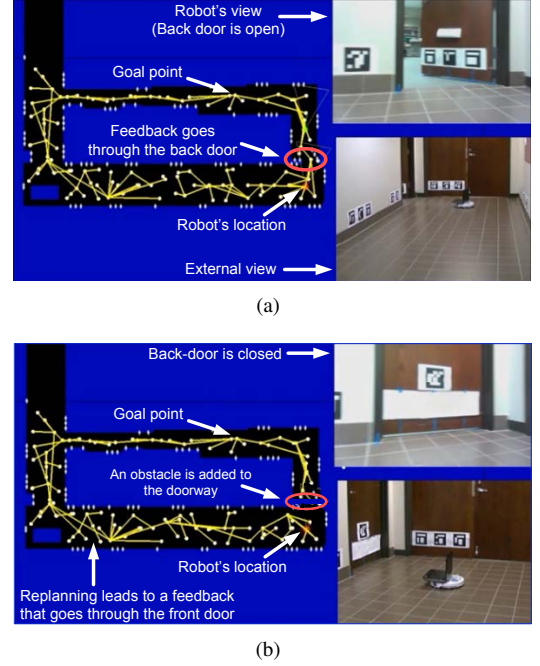 Robot's view
(Back door is open)
Goal point
Feedback goes
through the back door
Robot's location
External view
(a)
Back-door is closed
Goal point
An obstacle is added to
the doorway
Robot's location
Replanning leads to a feedback
that goes through the front door
(b)